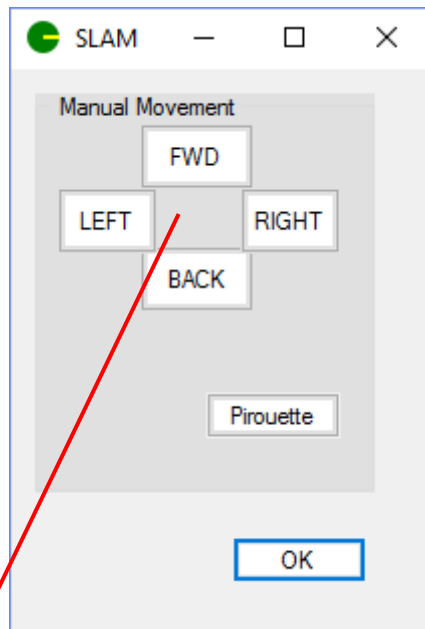 SLAM
Manual Movement
FWD
LEFT RIGHT
BACK
Pirouette
OK